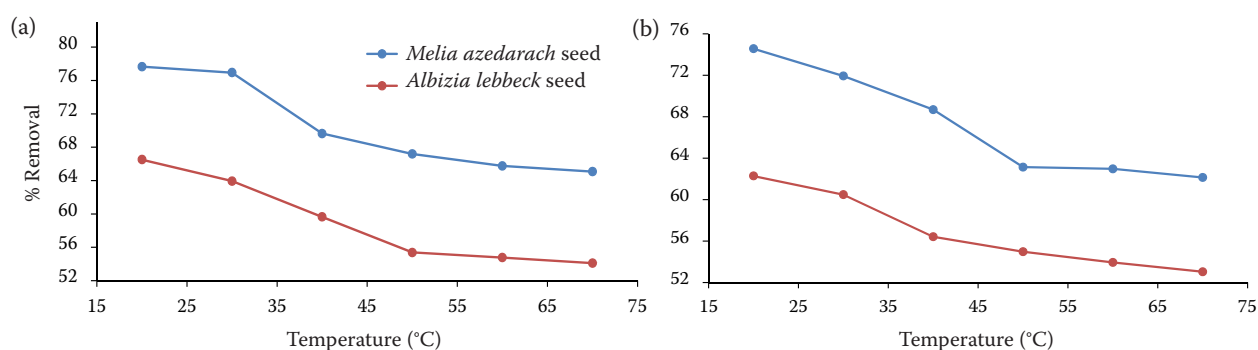 (a)
80
76
72
68
64
60
56
52
% Removal
15 25 35 45 55 65 75
Temperature (°C)
Melia azedarach seed
Albizia lebbeck seed
(b)
76
72
68
64
60
56
52
15 25 35 45 55 65 75
Temperature (°C)